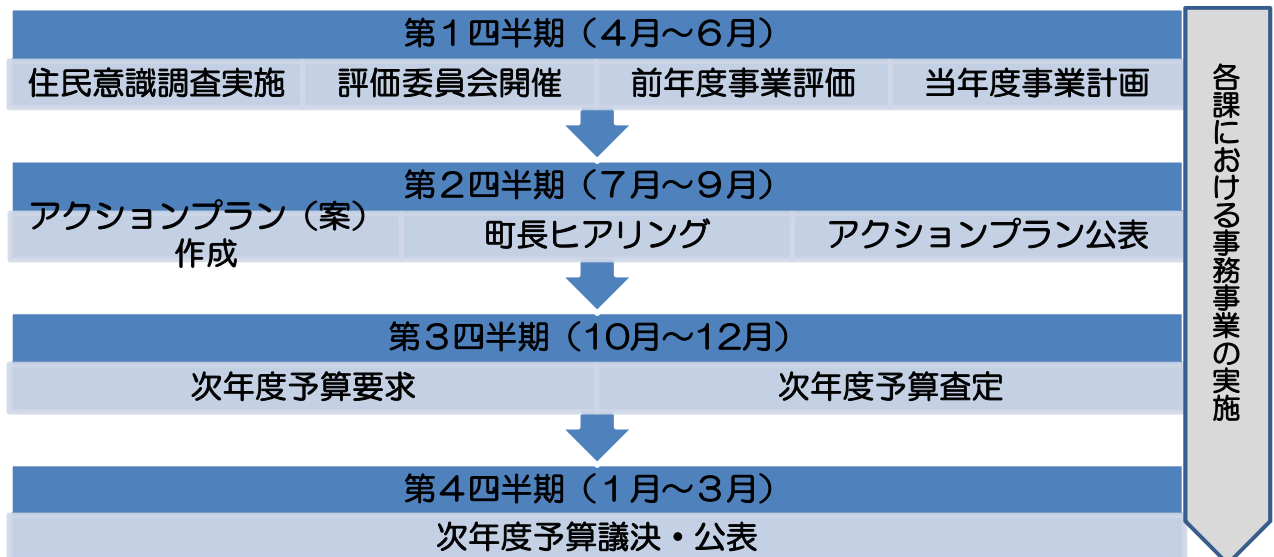 第１四半期（４月～６月）
住民意識調査実施
評価委員会開催
前年度事業評価
当年度事業計画
第２四半期（７月～９月）
アクションプラン（案）
作成
町長ヒアリング
アクションプラン公表
第３四半期（10月～12月）
次年度予算要求
次年度予算査定
第４四半期（１月～３月）
次年度予算議決・公表
各課における事務事業の実施